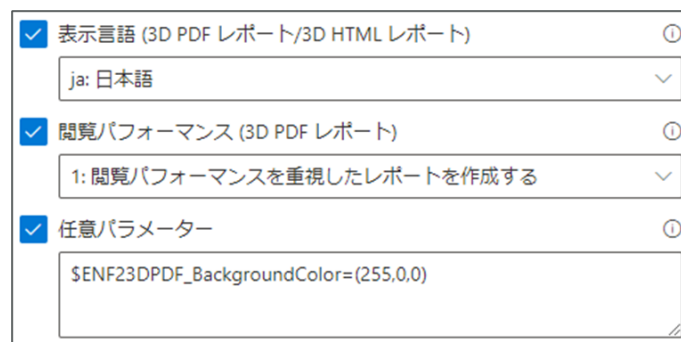 表示言語 (3D PDF レポート/3D HTML レポート)
ja: 日本語
閲覧パフォーマンス (3D PDF レポート)
1: 閲覧パフォーマンスを重視したレポートを作成する
任意パラメーター
$ENF23DPDF_BackgroundColor=(255,0,0)